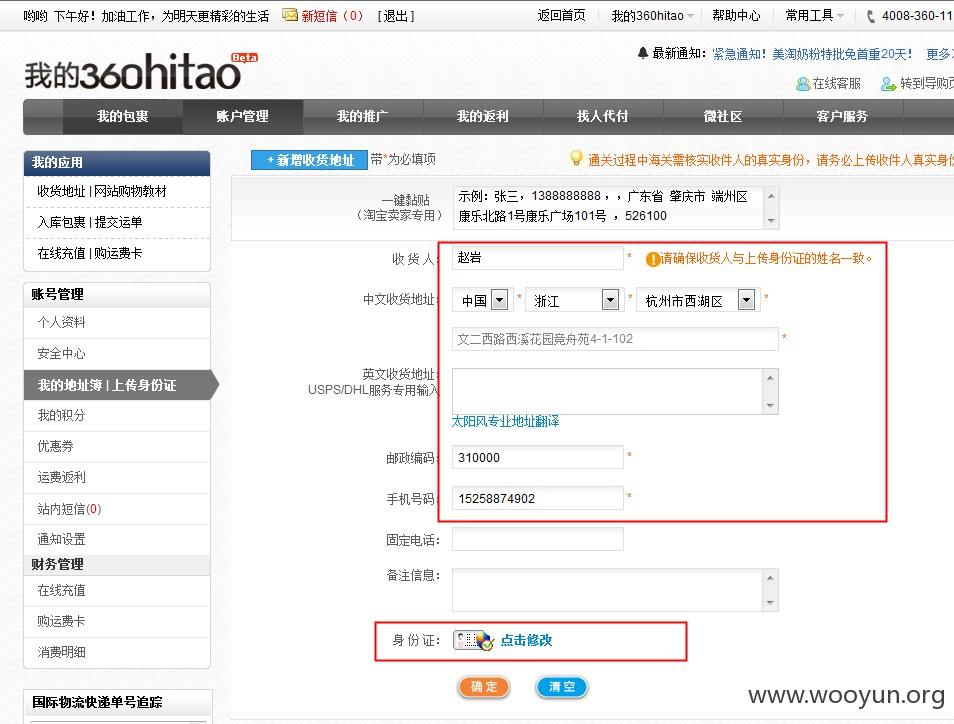 哟哟 下午好！加油工作，为明天更精彩的生活 新短信（0） [退出] 返回首页 我的360hitao 帮助中心 常用工具 4008-360-11
最新通知： 紧急通知！美淘奶粉特批免首重20天！ 更多
我的360hitao Beta
在线客服 转到导购页
我的包裹 账户管理 我的推广 我的返利 找人代付 微社区 客户服务
我的应用
收货地址 | 网站购物教材
入库包裹 | 提交运单
在线充值 | 购运费卡
账号管理
个人资料
安全中心
我的地址簿 | 上传身份证
我的积分
优惠券
运费返利
站内短信(0)
通知设置
财务管理
在线充值
购运费卡
消费明细
国际物流快递单号追踪
+ 新增收货地址 带*为必填项 通关过程中海关需核实收件人的真实身份，请务必上传收件人真实身份
一键黏贴
（淘宝卖家专用）
示例：张三，1388888888，，广东省 肇庆市 端州区
康乐北路1号康乐广场101号 ，526100
收 货 人： 赵岩 * 请确保收货人与上传身份证的姓名一致。
中文收货地址： 中国 * 浙江 * 杭州市西湖区 *
文二西路西溪花园竞舟苑4-1-102 *
英文收货地址：
USPS/DHL服务专用输入
太阳风专业地址翻译
邮政编码： 310000 *
手机号码： 15258874902 *
固定电话：
备注信息：
身 份 证： 点击修改
确 定 清 空
www.wooyun.org